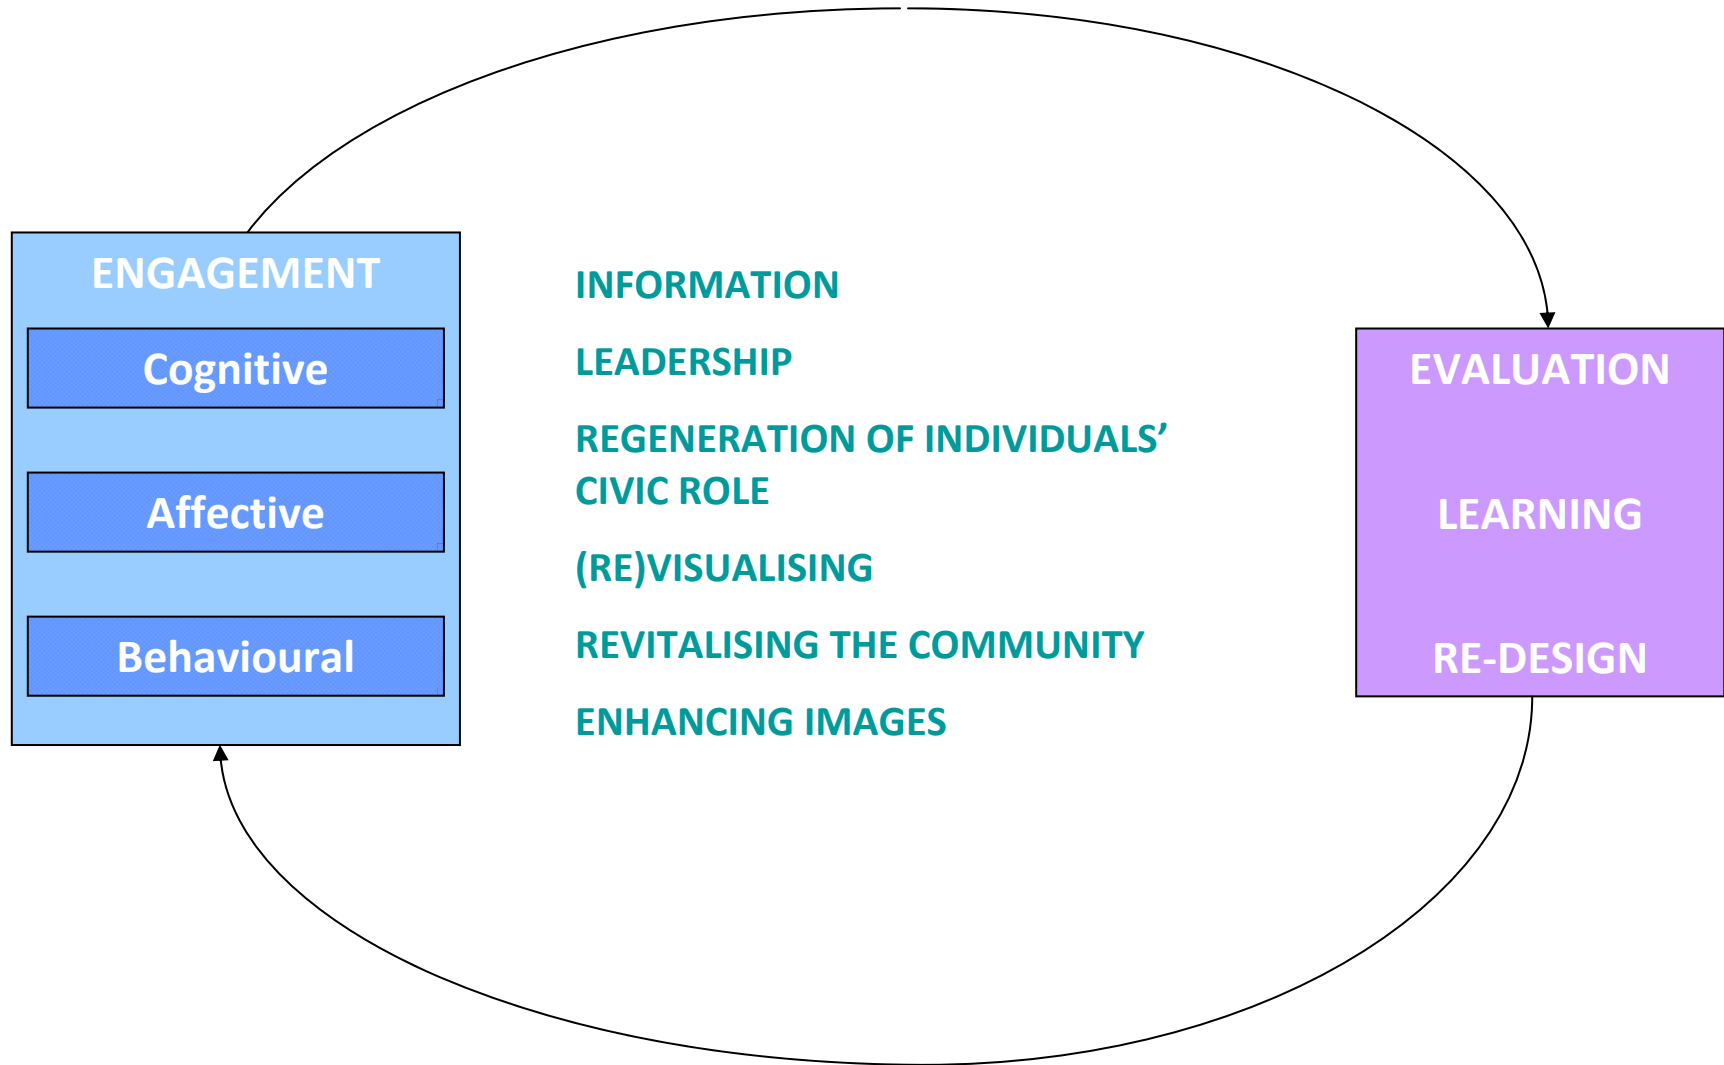 ENGAGEMENT
Cognitive
Affective
Behavioural
INFORMATION
LEADERSHIP
REGENERATION OF INDIVIDUALS’
CIVIC ROLE
(RE)VISUALISING
REVITALISING THE COMMUNITY
ENHANCING IMAGES
EVALUATION
LEARNING
RE-DESIGN